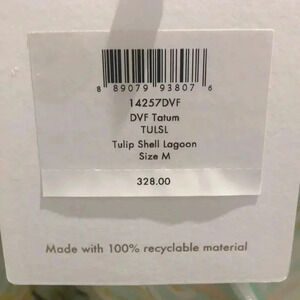 8 89079 93807 6
14257DVF
DVF Tatum
TULSL
Tulip Shell Lagoon
Size M
328.00
Made with 100% recyclable material